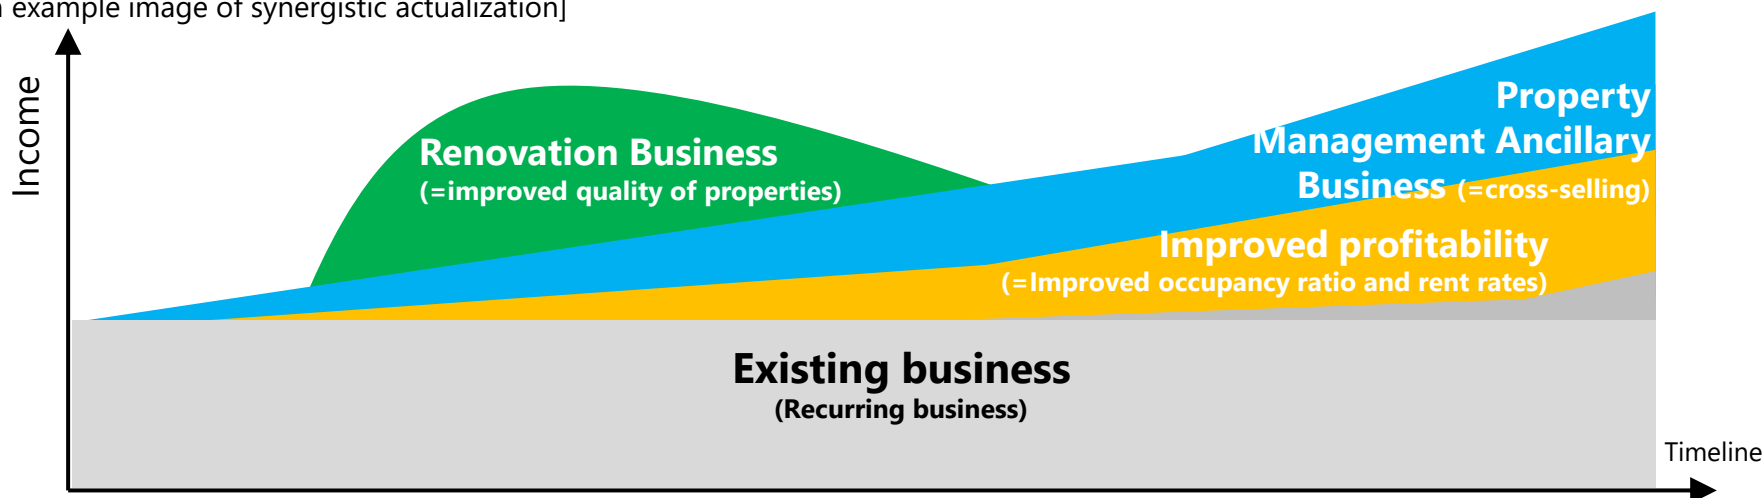 example image of synergistic actualization]
Income
Property
Management Ancillary
Business (=cross-selling)
Renovation Business
(=improved quality of properties)
Improved profitability
(=Improved occupancy ratio and rent rates)
Existing business
(Recurring business)
Timeline